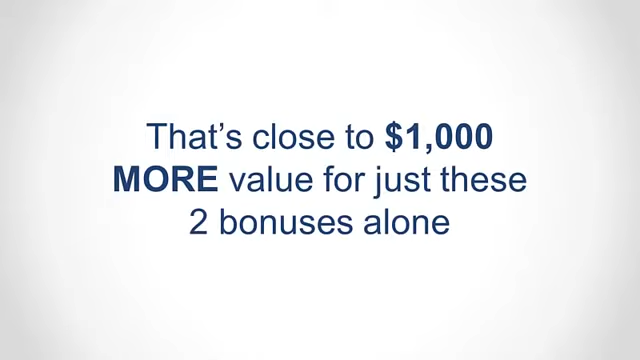 That’s close to $1,000
MORE value for just these
2 bonuses alone